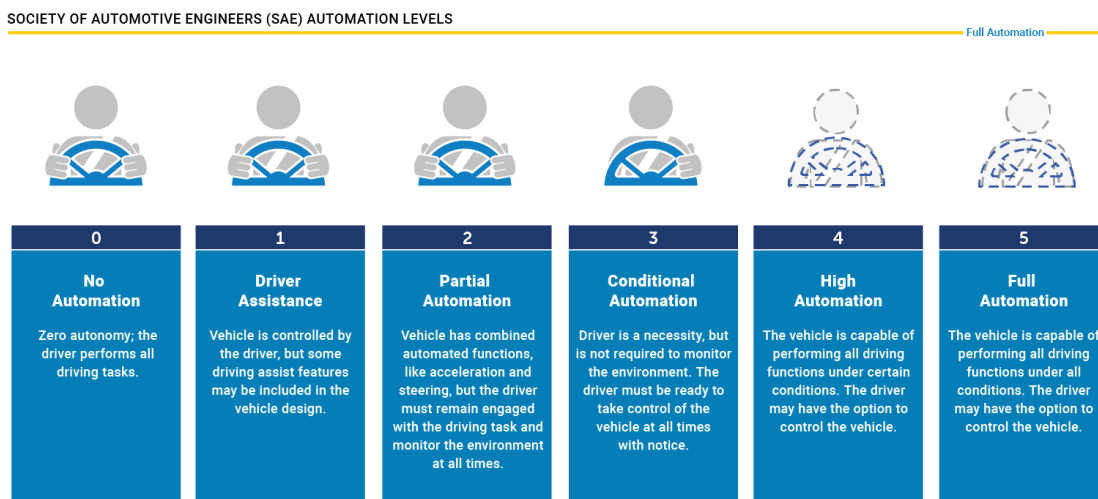 SOCIETY OF AUTOMOTIVE ENGINEERS (SAE) AUTOMATION LEVELS
Full Automation
0
No
Automation
Zero autonomy; the
driver performs all
driving tasks.
1
Driver
Assistance
Vehicle is controlled by
the driver, but some
driving assist features
may be included in the
vehicle design.
2
Partial
Automation
Vehicle has combined
automated functions,
like acceleration and
steering, but the driver
must remain engaged
with the driving task and
monitor the environment
at all times.
3
Conditional
Automation
Driver is a necessity, but
is not required to monitor
the environment. The
driver must be ready to
take control of the
vehicle at all times
with notice.
4
High
Automation
The vehicle is capable of
performing all driving
functions under certain
conditions. The driver
may have the option to
control the vehicle.
5
Full
Automation
The vehicle is capable of
performing all driving
functions under all
conditions. The driver
may have the option to
control the vehicle.